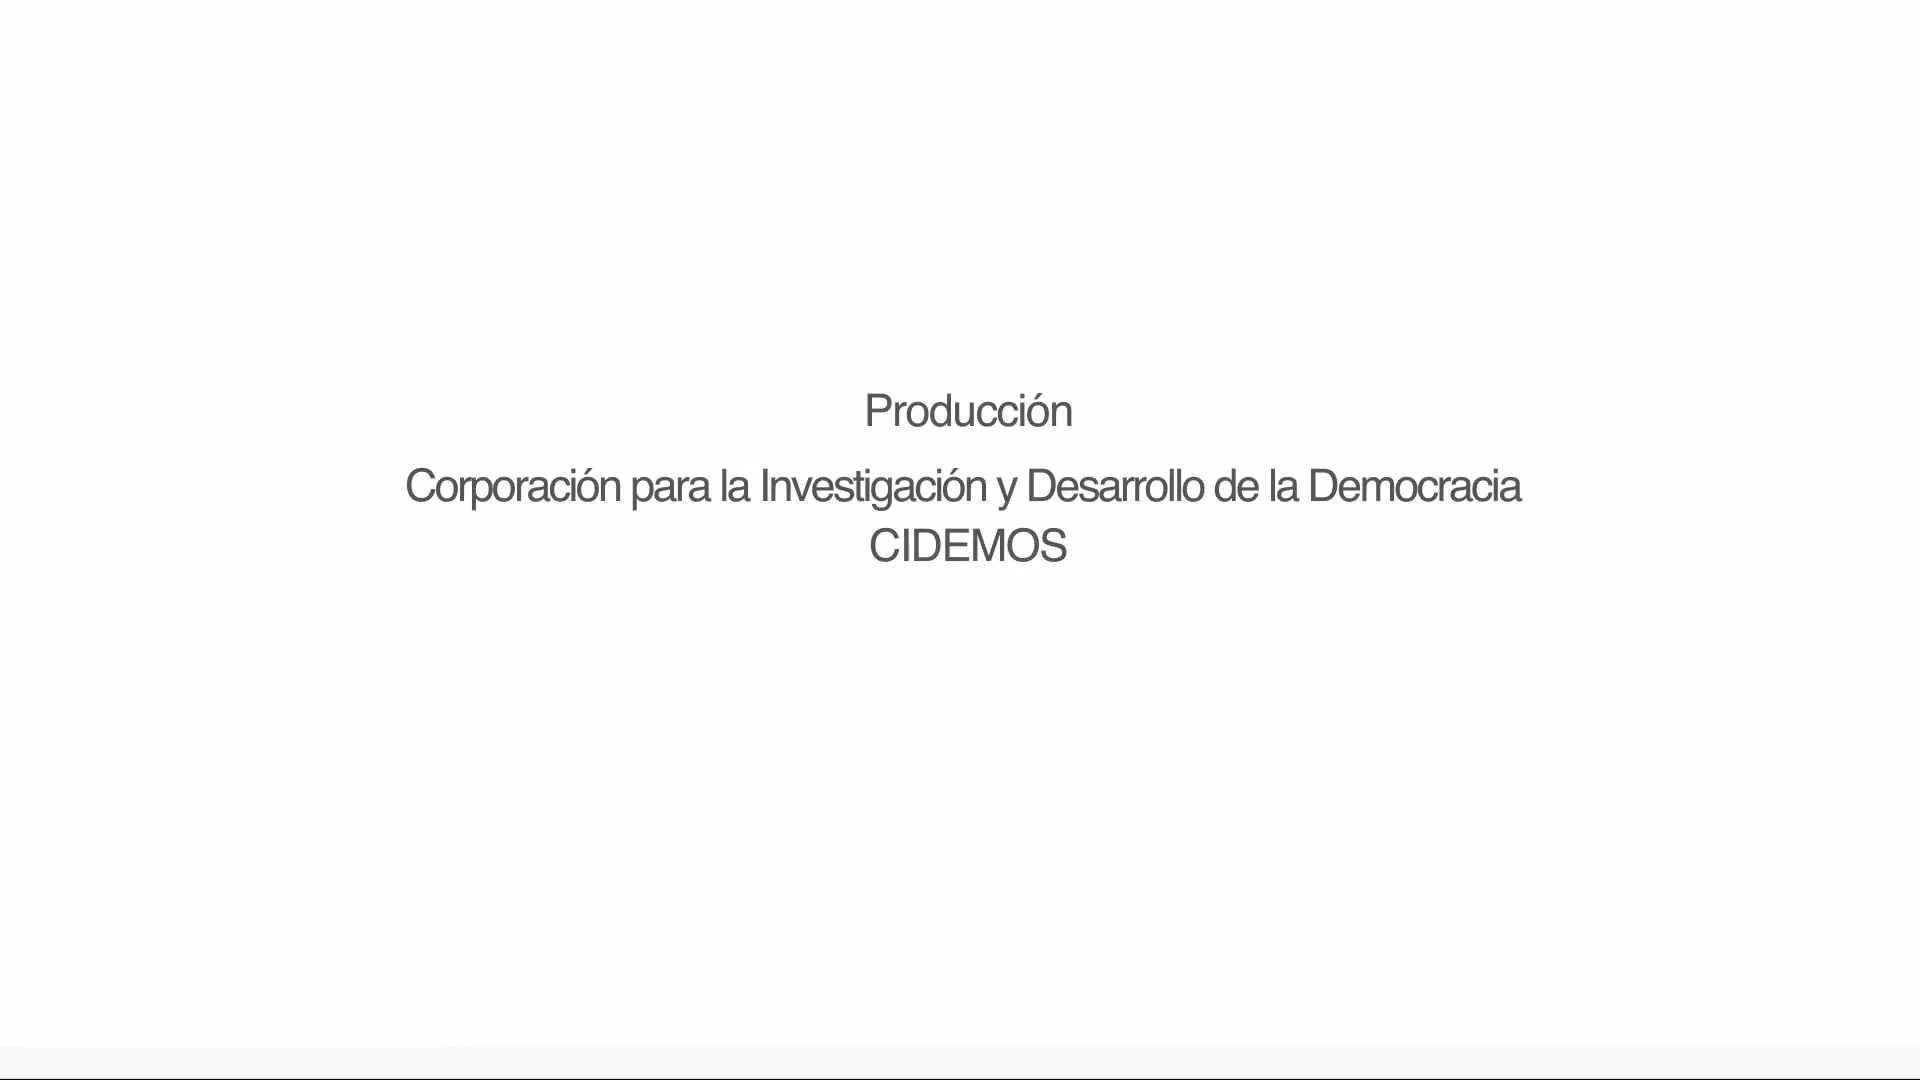 Producción
Corporación para la Investigación y Desarrollo de la Democracia
CIDEMOS